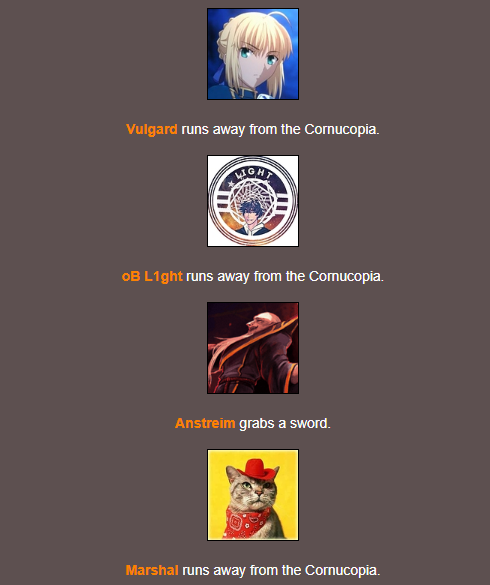 Vulgard runs away from the Cornucopia.
LIGHT
oB L1ght runs away from the Cornucopia.
Anstreim grabs a sword.
Marshal runs away from the Cornucopia.